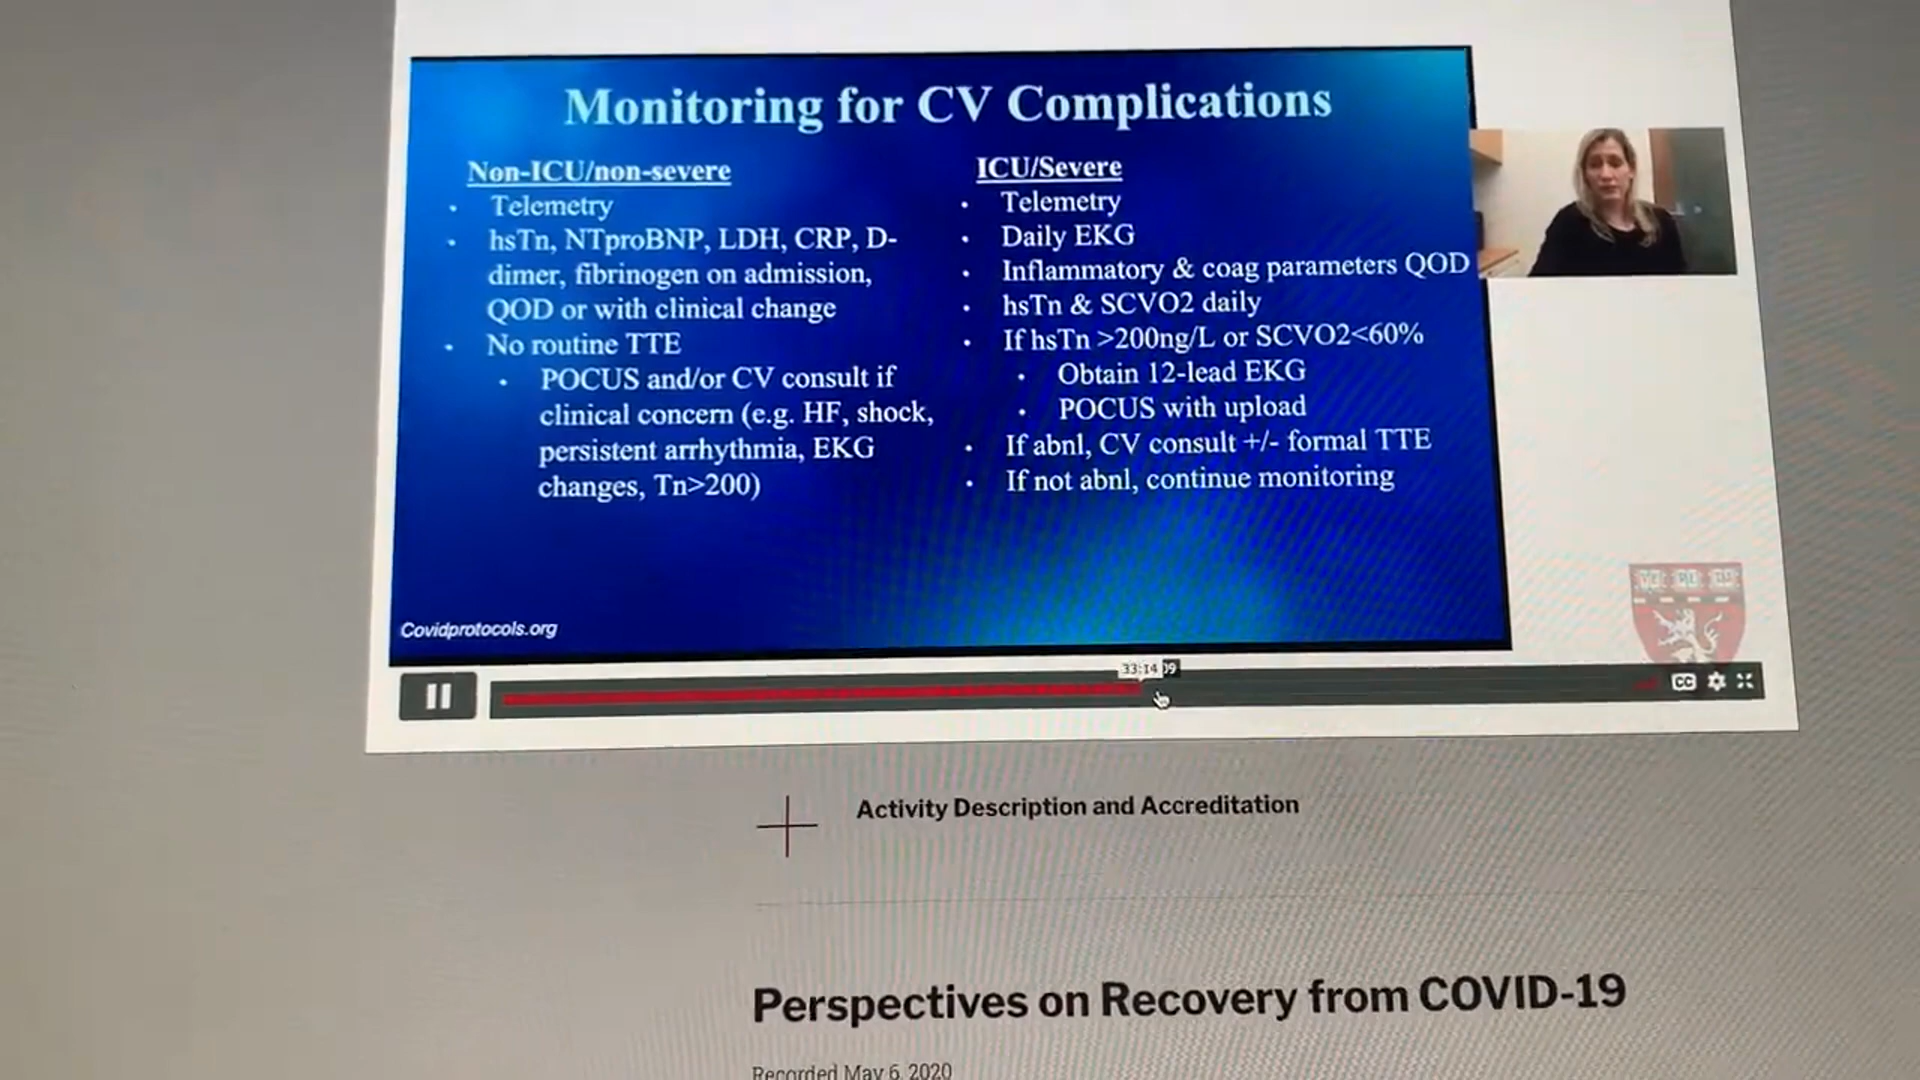 Monitoring for CV Complications
Non-ICU/non-severe
• Telemetry
• hsTn, NTproBNP, LDH, CRP, D-
dimer, fibrinogen on admission,
QOD or with clinical change
• No routine TTE
• POCUS and/or CV consult if
clinical concern (e.g. HF, shock,
persistent arrhythmia, EKG
changes, Tn>200)
ICU/Severe
• Telemetry
• Daily EKG
• Inflammatory & coag parameters QOD
• hsTn & SCVO2 daily
• If hsTn >200ng/L or SCVO2<60%
• Obtain 12-lead EKG
• POCUS with upload
• If abnl, CV consult +/- formal TTE
• If not abnl, continue monitoring
Covidprotocols.org
33:14
09
CC
Activity Description and Accreditation
Perspectives on Recovery from COVID-19
Recorded May 6, 2020